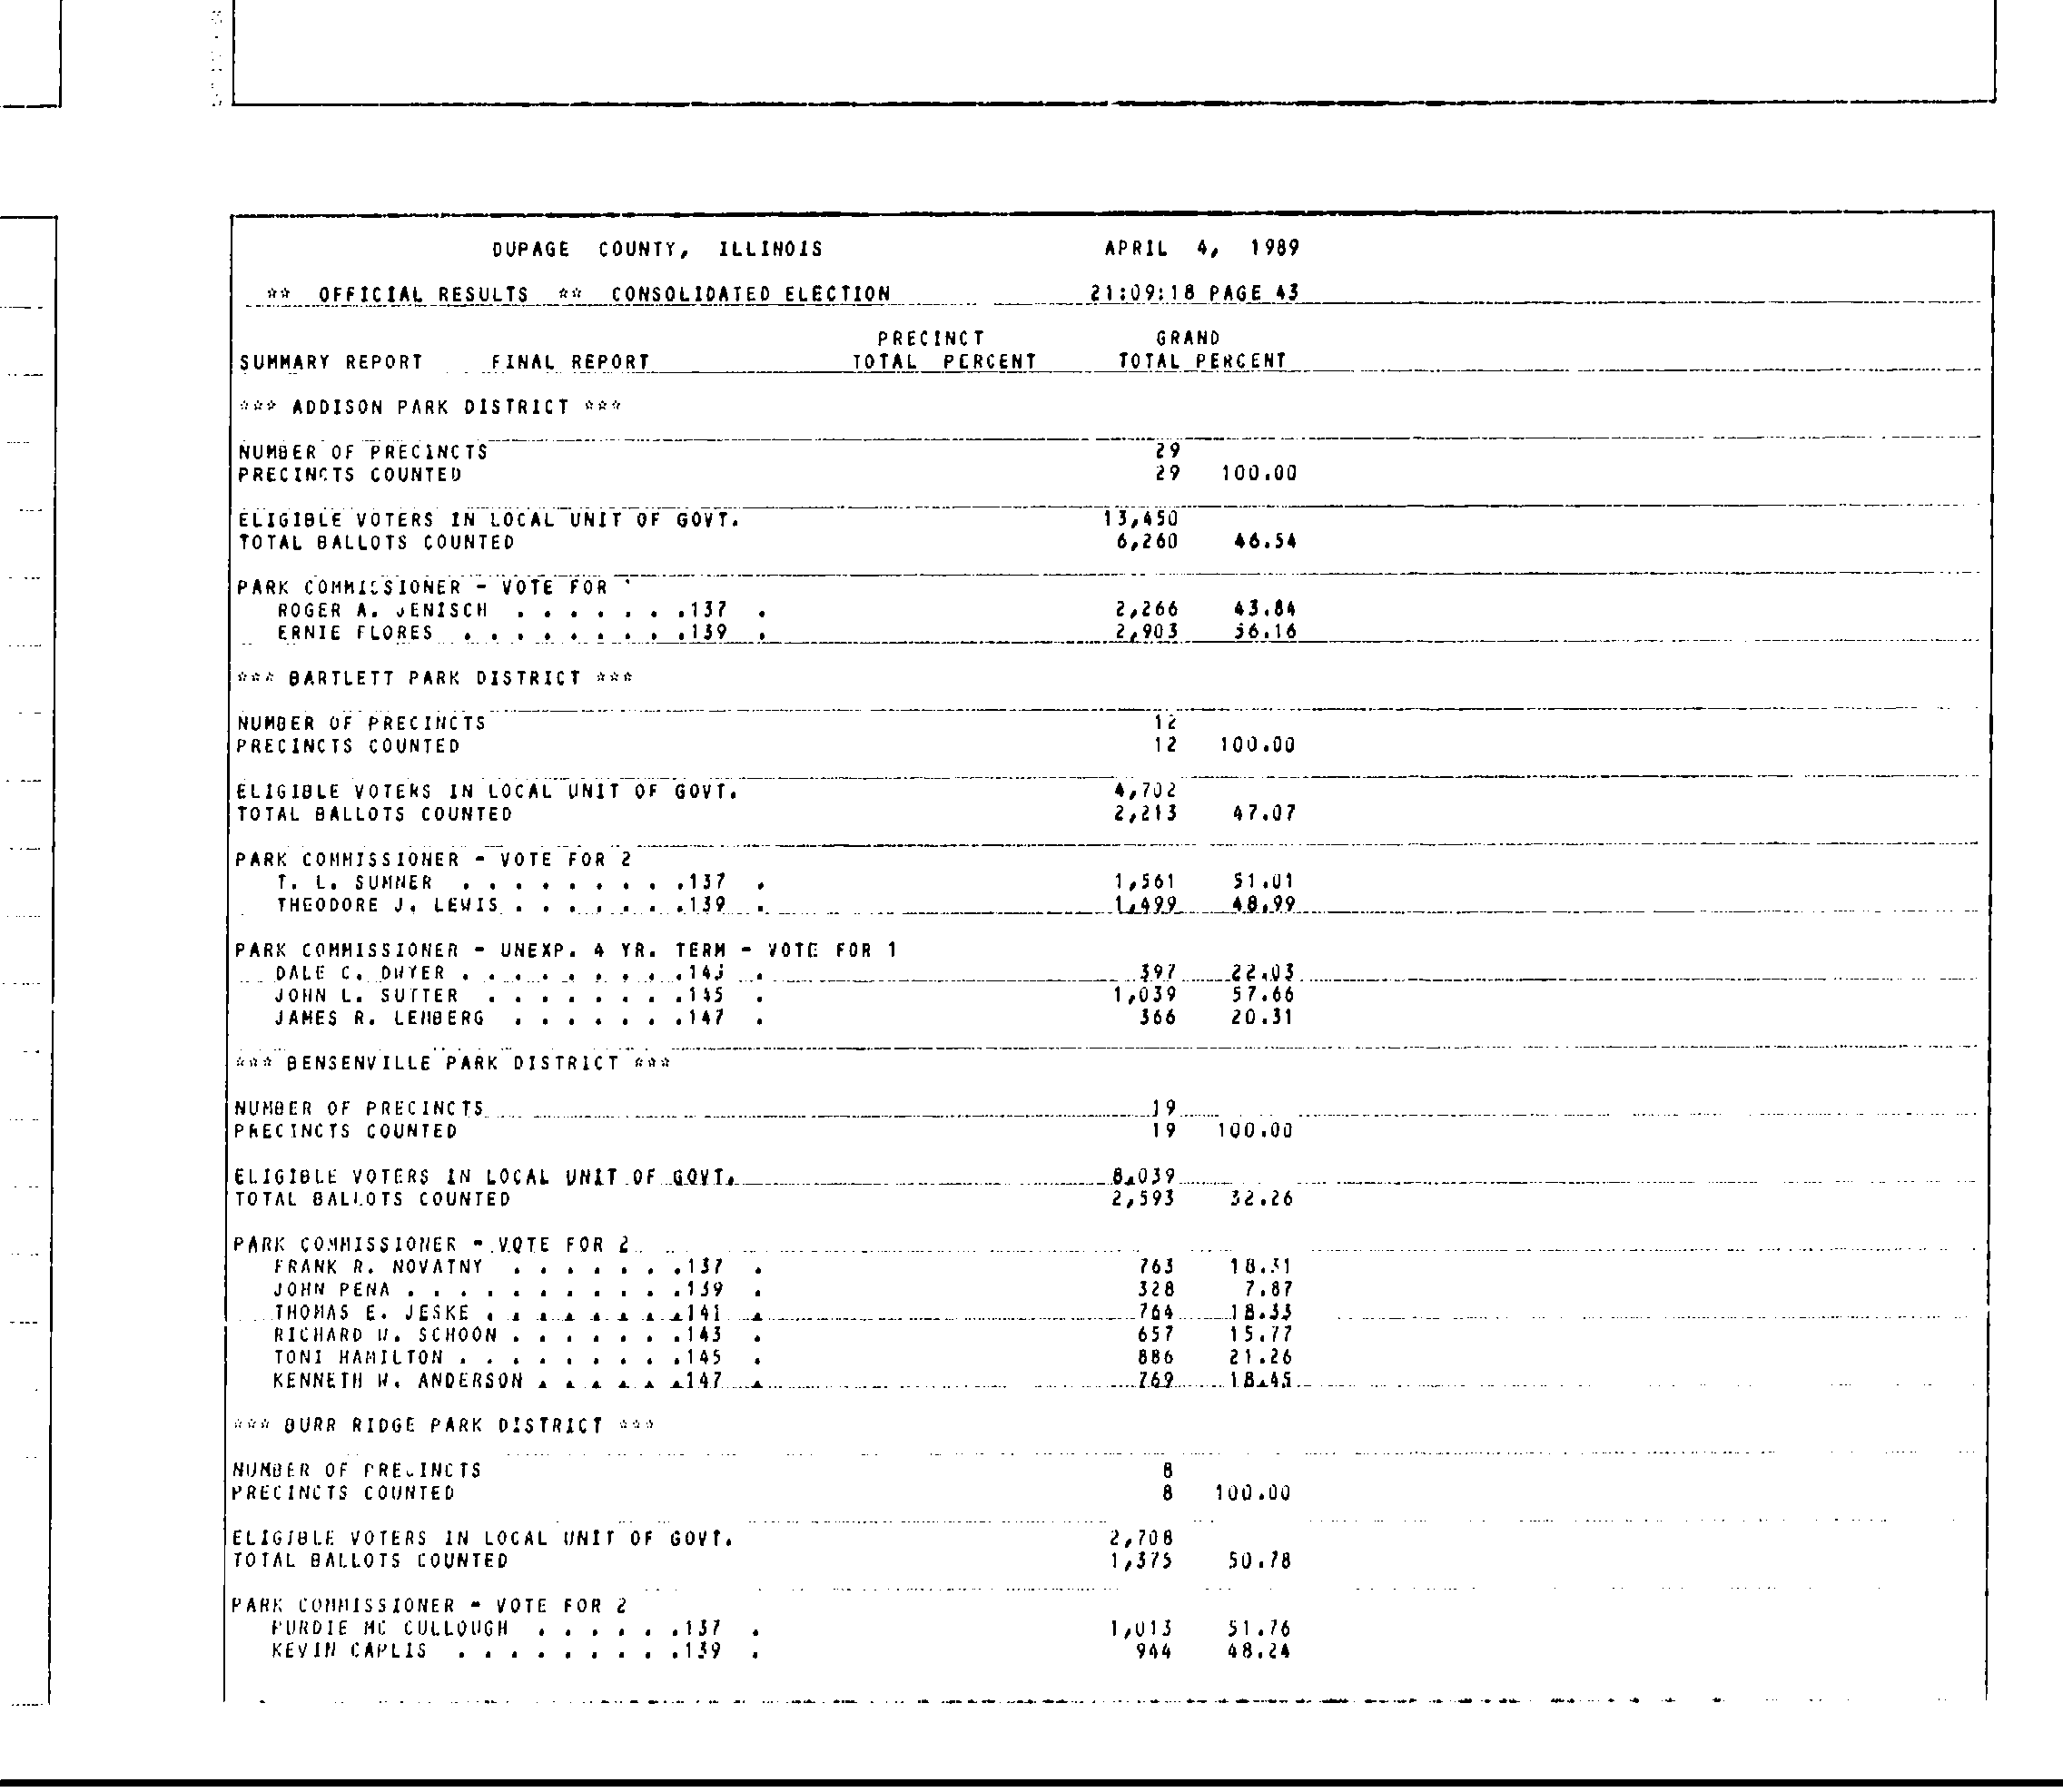 DUPAGE COUNTY, ILLINOIS APRIL 4, 1989
** OFFICIAL RESULTS ** CONSOLIDATED ELECTION 21:09:18 PAGE 43
PRECINCT GRAND
SUMMARY REPORT FINAL REPORT TOTAL PERCENT TOTAL PERCENT
*** ADDISON PARK DISTRICT ***
NUMBER OF PRECINCTS 29
PRECINCTS COUNTED 29 100.00
ELIGIBLE VOTERS IN LOCAL UNIT OF GOVT. 13,450
TOTAL BALLOTS COUNTED 6,260 46.54
PARK COMMISSIONER - VOTE FOR
ROGER A. JENISCH . . . . . . .137 . 2,266 43.84
ERNIE FLORES . . . . . . . . .139 . 2,903 56.16
*** BARTLETT PARK DISTRICT ***
NUMBER OF PRECINCTS 12
PRECINCTS COUNTED 12 100.00
ELIGIBLE VOTERS IN LOCAL UNIT OF GOVT. 4,702
TOTAL BALLOTS COUNTED 2,213 47.07
PARK COMMISSIONER - VOTE FOR 2
T. L. SUMNER . . . . . . . . .137 . 1,561 51.01
THEODORE J. LEWIS . . . . . . .139 . 1,499 48.99
PARK COMMISSIONER - UNEXP. 4 YR. TERM - VOTE FOR 1
DALE C. DWYER . . . . . . . . .143 . 397 22.03
JOHN L. SUTTER . . . . . . . .145 . 1,039 57.66
JAMES R. LEMBERG . . . . . . .147 . 366 20.31
*** BENSENVILLE PARK DISTRICT ***
NUMBER OF PRECINCTS 19
PRECINCTS COUNTED 19 100.00
ELIGIBLE VOTERS IN LOCAL UNIT OF GOVT. 8,039
TOTAL BALLOTS COUNTED 2,593 32.26
PARK COMMISSIONER - VOTE FOR 2
FRANK R. NOVATNY . . . . . . .137 . 763 18.31
JOHN PENA . . . . . . . . . . .139 . 328 7.87
THOMAS E. JESKE . . . . . . . .141 . 764 18.33
RICHARD W. SCHOON . . . . . . .143 . 657 15.77
TONI HAMILTON . . . . . . . . .145 . 886 21.26
KENNETH W. ANDERSON . . . . . .147 . 769 18.45
*** BURR RIDGE PARK DISTRICT ***
NUMBER OF PRECINCTS 8
PRECINCTS COUNTED 8 100.00
ELIGIBLE VOTERS IN LOCAL UNIT OF GOVT. 2,708
TOTAL BALLOTS COUNTED 1,375 50.78
PARK COMMISSIONER - VOTE FOR 2
PURDIE MC CULLOUGH . . . . . .137 . 1,013 51.76
KEVIN CAPLIS . . . . . . . . .139 . 944 48.24